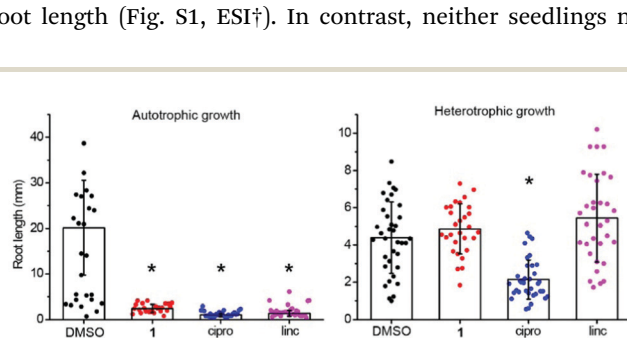 oot length (Fig. S1, ESI†). In contrast, neither seedlings n
Autotrophic growth
Root length (mm)
40
30
20
10
0
DMSO
1
cipro
linc
*
*
*
Heterotrophic growth
10
8
6
4
2
0
DMSO
1
cipro
linc
*